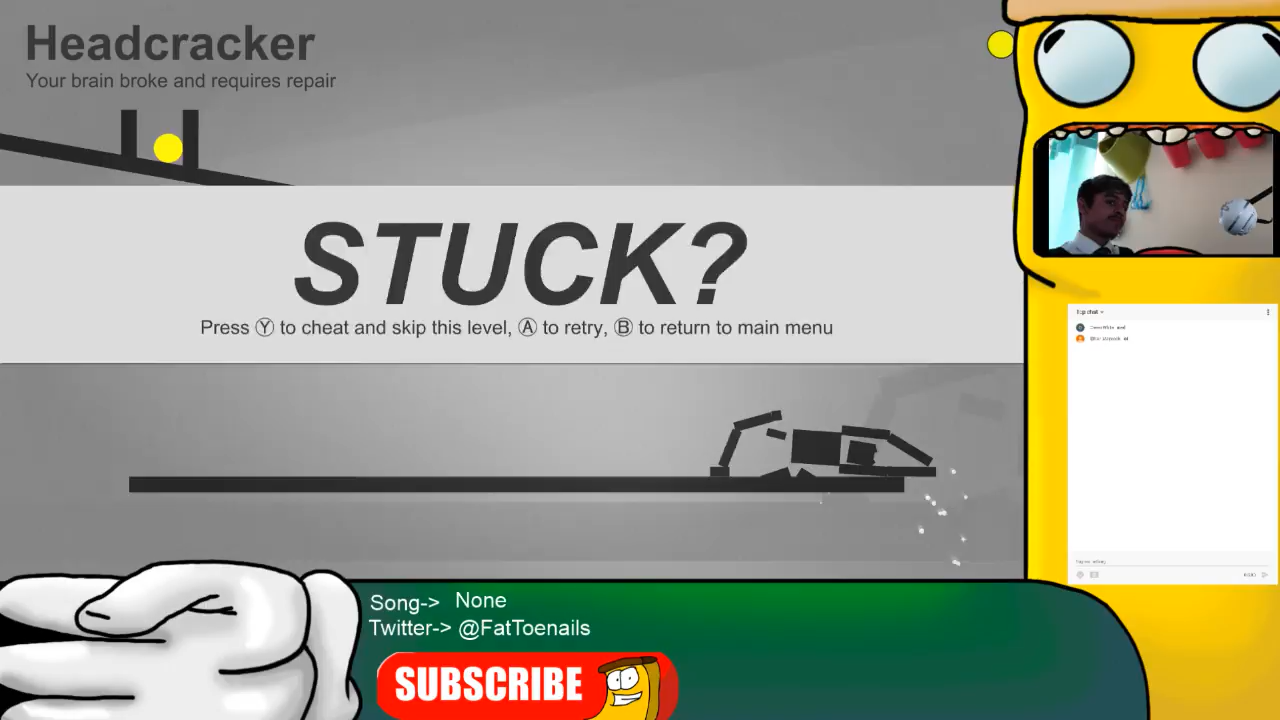 Headcracker
Your brain broke and requires repair
STUCK?
Press Ⓨ to cheat and skip this level, Ⓐ to retry, Ⓑ to return to main menu
Song-> None
Twitter-> @FatToenails
SUBSCRIBE